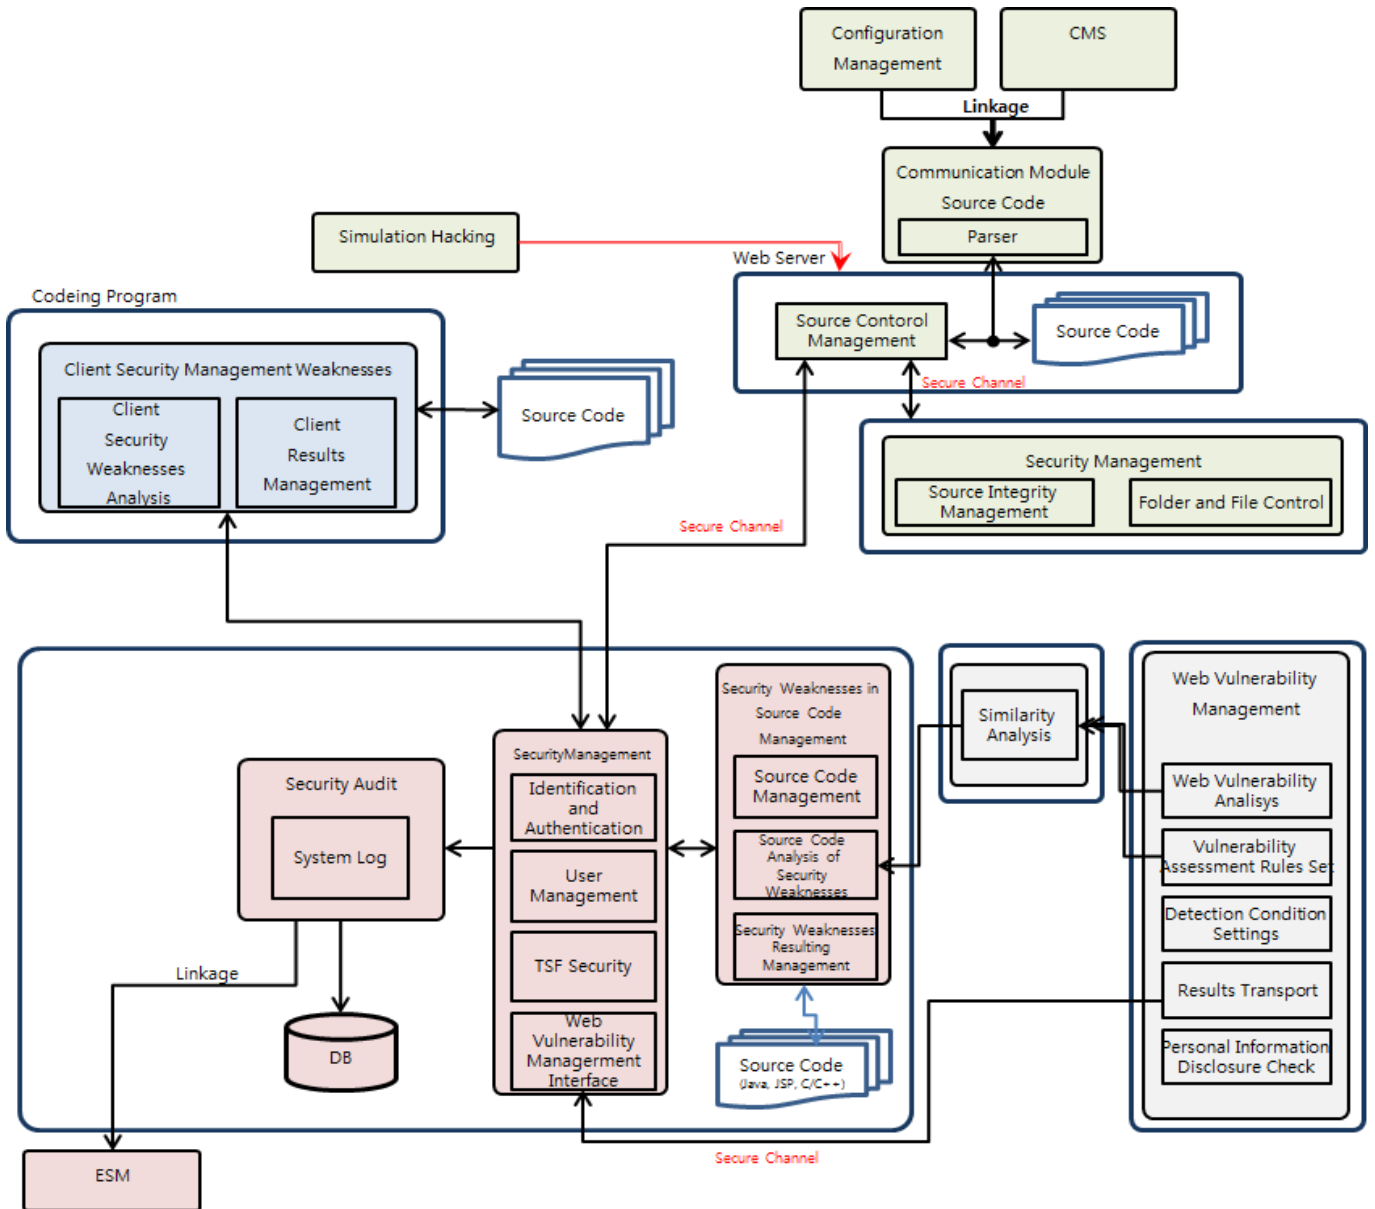 Configuration
Management
CMS
Linkage
Communication Module
Source Code
Parser
Simulation Hacking
Web Server
Codeing Program
Source Contorol
Management
Source Code
Client Security Management Weaknesses
Client
Security
Weaknesses
Analysis
Client
Results
Management
Source Code
Secure Channel
Security Management
Source Integrity
Management
Folder and File Control
Secure Channel
Security Weaknesses in
Source Code
Management
Source Code
Management
Source Code
Analysis of
Security
Weaknesses
Security Weaknesses
Resulting
Management
Similarity
Analysis
Web Vulnerability
Management
Web Vulnerability
Analisys
Vulnerability
Assessment Rules Set
Detection Condition
Settings
Results Transport
Personal Information
Disclosure Check
SecurityManagement
Identification
and
Authentication
User
Management
TSF Security
Web
Vulnerability
Managerment
Interface
Security Audit
System Log
Linkage
DB
Source Code
(Java, JSP, C/C++)
Secure Channel
ESM